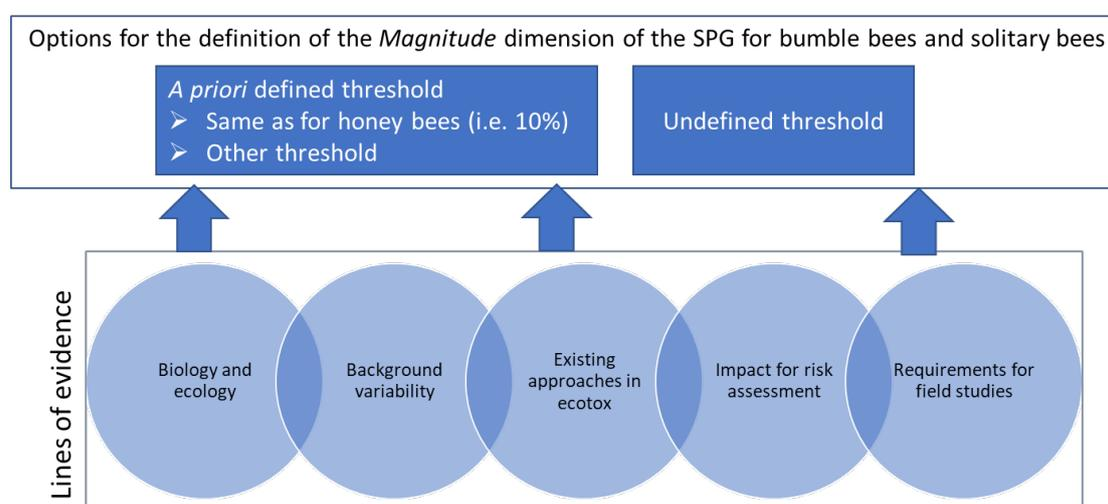 Options for the definition of the Magnitude dimension of the SPG for bumble bees and solitary bees
A priori defined threshold
➢ Same as for honey bees (i.e. 10%)
➢ Other threshold
Undefined threshold
Lines of evidence
Biology and
ecology
Background
variability
Existing
approaches in
ecotox
Impact for risk
assessment
Requirements for
field studies